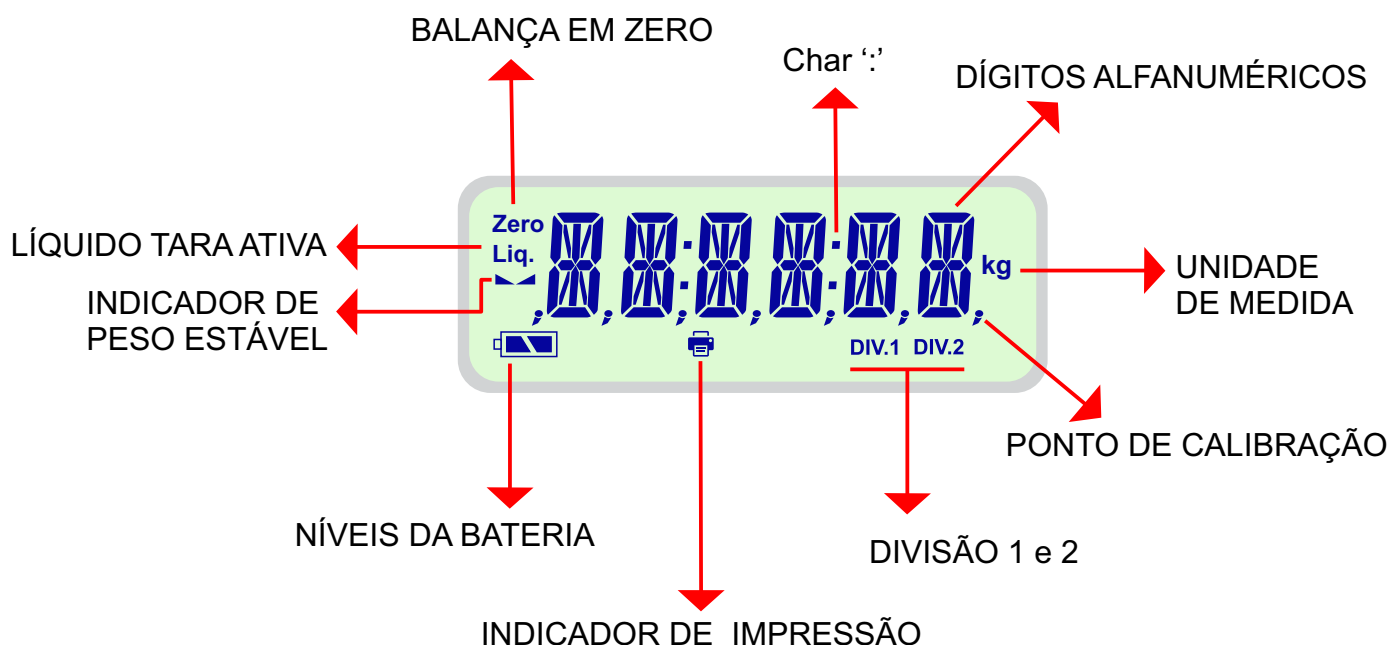 BALANÇA EM ZERO
Char ‘:’
DÍGITOS ALFANUMÉRICOS
LÍQUIDO TARA ATIVA
INDICADOR DE
PESO ESTÁVEL
Zero
Liq.
kg
DIV.1 DIV.2
UNIDADE
DE MEDIDA
PONTO DE CALIBRAÇÃO
NÍVEIS DA BATERIA
DIVISÃO 1 e 2
INDICADOR DE IMPRESSÃO